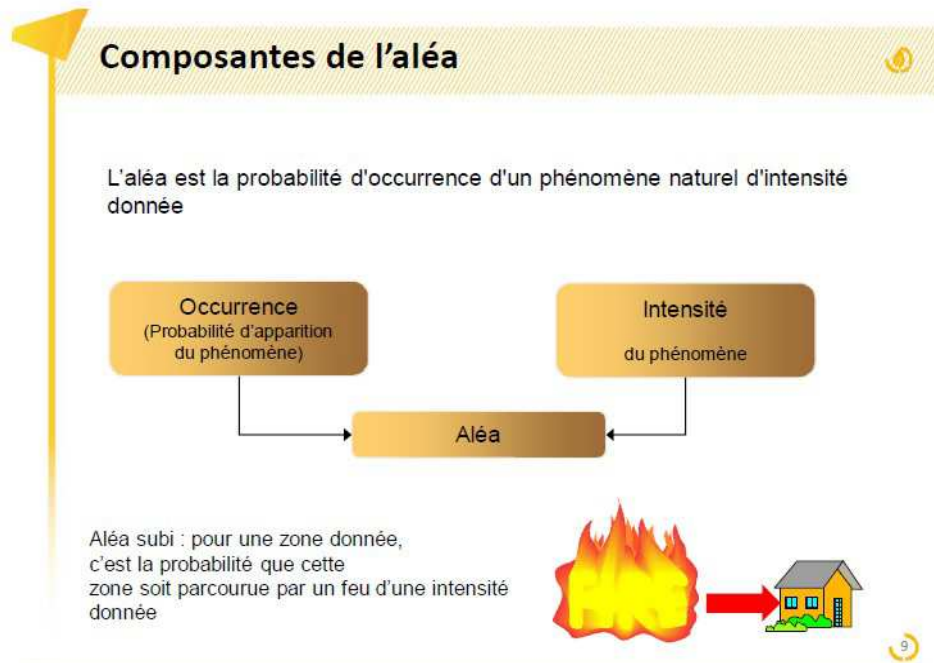 Composantes de l'aléa
L'aléa est la probabilité d'occurrence d'un phénomène naturel d'intensité
donnée
Occurrence
(Probabilité d'apparition
du phénomène)
Intensité
du phénomène
Aléa
Aléa subi : pour une zone donnée,
c'est la probabilité que cette
zone soit parcourue par un feu d'une intensité
donnée
FIRE
9